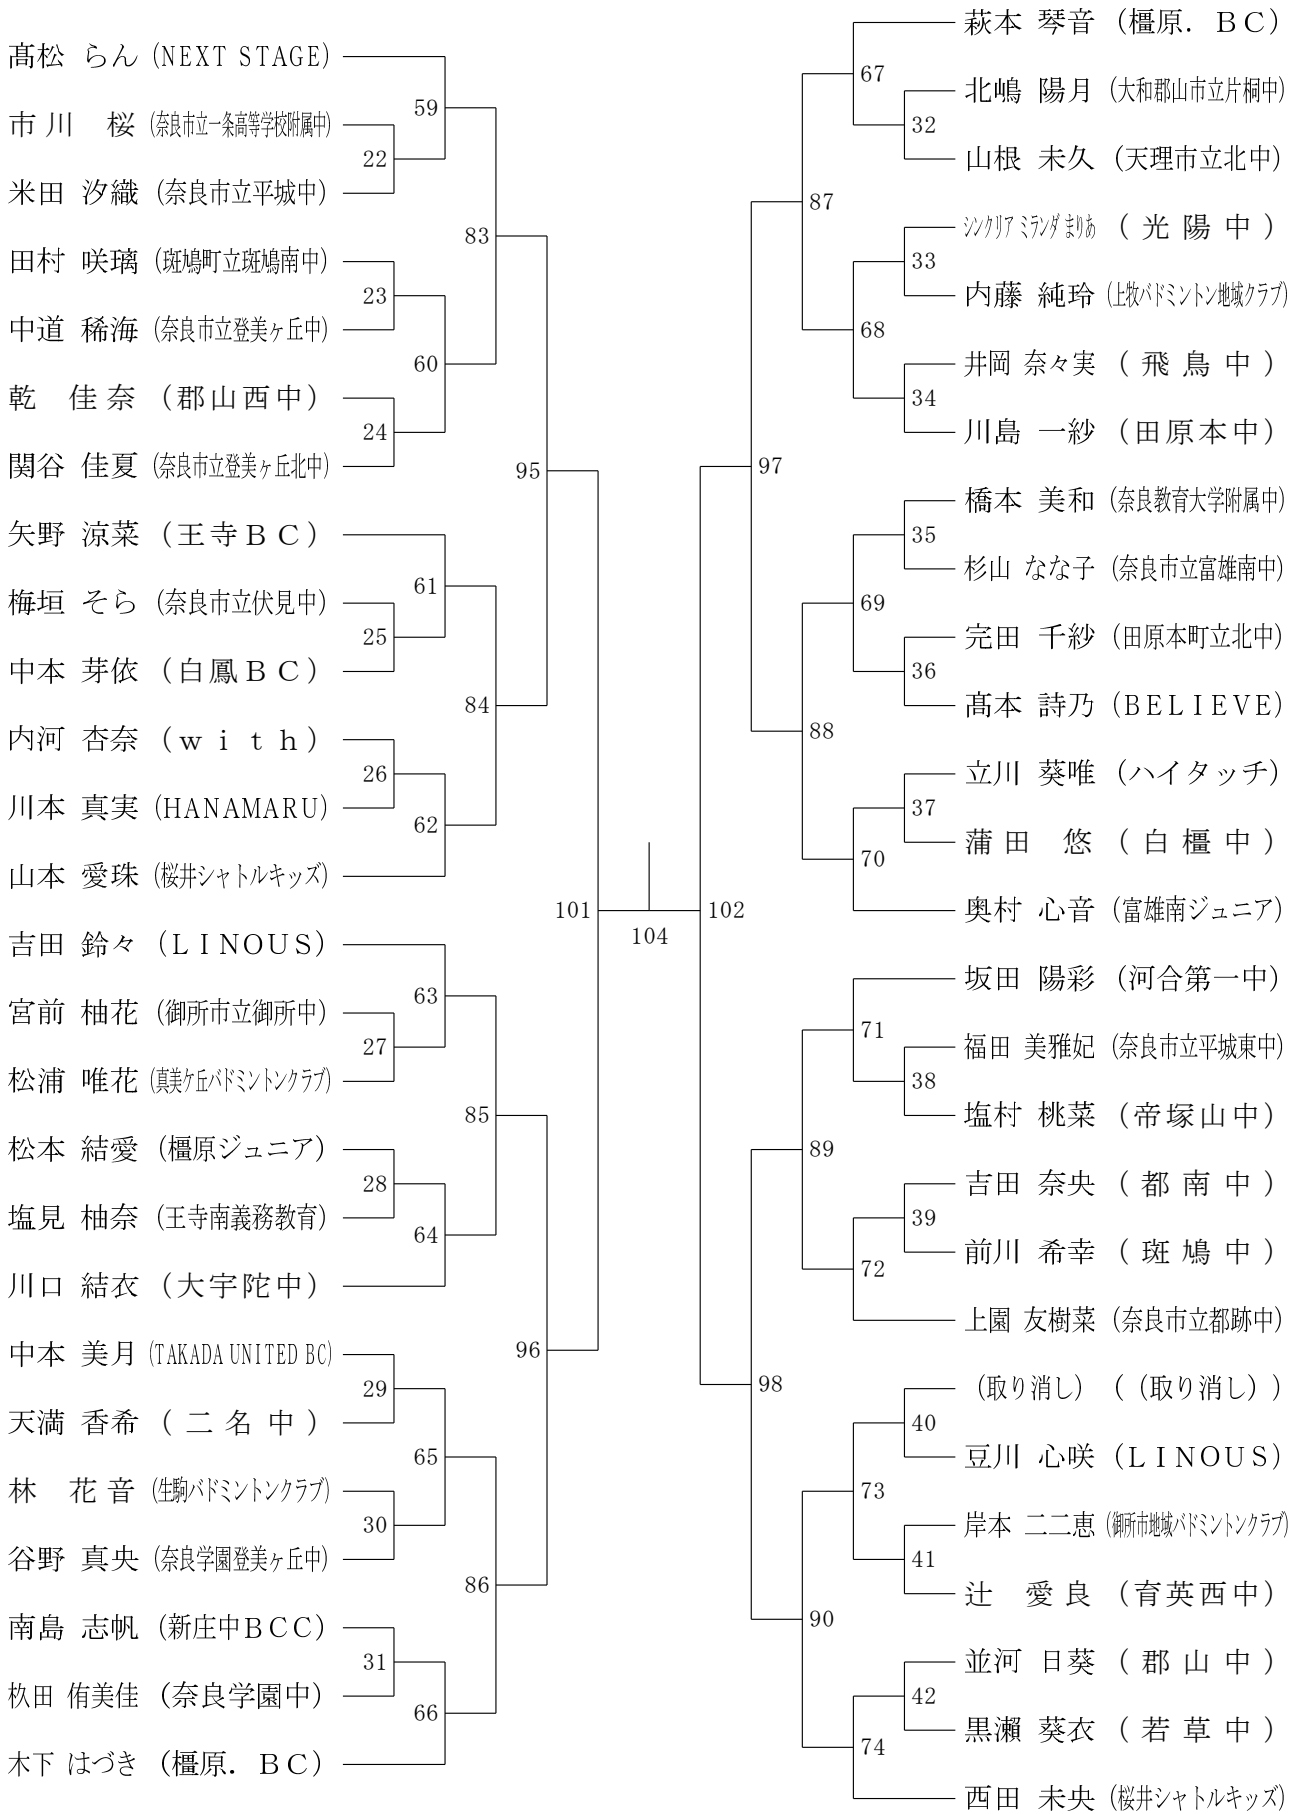 髙松 らん (NEXT STAGE)
59
市川 桜 (奈良市立一条高等学校附属中)
22
米田 汐織 (奈良市立平城中)
83
田村 咲璃 (斑鳩町立斑鳩南中)
23
中道 稀海 (奈良市立登美ヶ丘中)
60
乾 佳奈 (郡山西中)
24
関谷 佳夏 (奈良市立登美ヶ丘北中)
95
矢野 涼菜 (王寺BC)
61
梅垣 そら (奈良市立伏見中)
25
中本 芽依 (白鳳BC)
84
内河 杏奈 (with)
26
川本 真実 (HANAMARU)
62
山本 愛珠 (桜井シャトルキッズ)
101
吉田 鈴々 (LINOUS)
63
宮前 柚花 (御所市立御所中)
27
松浦 唯花 (真美ケ丘バドミントンクラブ)
85
松本 結愛 (橿原ジュニア)
28
塩見 柚奈 (王寺南義務教育)
64
川口 結衣 (大宇陀中)
96
中本 美月 (TAKADA UNITED BC)
29
天満 香希 (二名中)
65
林 花音 (生駒バドミントンクラブ)
30
谷野 真央 (奈良学園登美ヶ丘中)
86
南島 志帆 (新庄中BCC)
31
杦田 侑美佳 (奈良学園中)
66
木下 はづき (橿原．BC)
104
萩本 琴音 (橿原．BC)
67
北嶋 陽月 (大和郡山市立片桐中)
32
山根 未久 (天理市立北中)
87
シンクリア ミランダ まりあ (光陽中)
33
内藤 純玲 (上牧バドミントン地域クラブ)
68
井岡 奈々実 (飛鳥中)
34
川島 一紗 (田原本中)
97
橋本 美和 (奈良教育大学附属中)
35
杉山 なな子 (奈良市立富雄南中)
69
完田 千紗 (田原本町立北中)
36
髙本 詩乃 (BELIEVE)
88
立川 葵唯 (ハイタッチ)
37
蒲田 悠 (白橿中)
70
奥村 心音 (富雄南ジュニア)
102
坂田 陽彩 (河合第一中)
71
福田 美雅妃 (奈良市立平城東中)
38
塩村 桃菜 (帝塚山中)
89
吉田 奈央 (都南中)
39
前川 希幸 (斑鳩中)
72
上園 友樹菜 (奈良市立都跡中)
98
(取り消し) ((取り消し))
40
豆川 心咲 (LINOUS)
73
岸本 二二恵 (御所市地域バドミントンクラブ)
41
辻 愛良 (育英西中)
90
並河 日葵 (郡山中)
42
黒瀬 葵衣 (若草中)
74
西田 未央 (桜井シャトルキッズ)